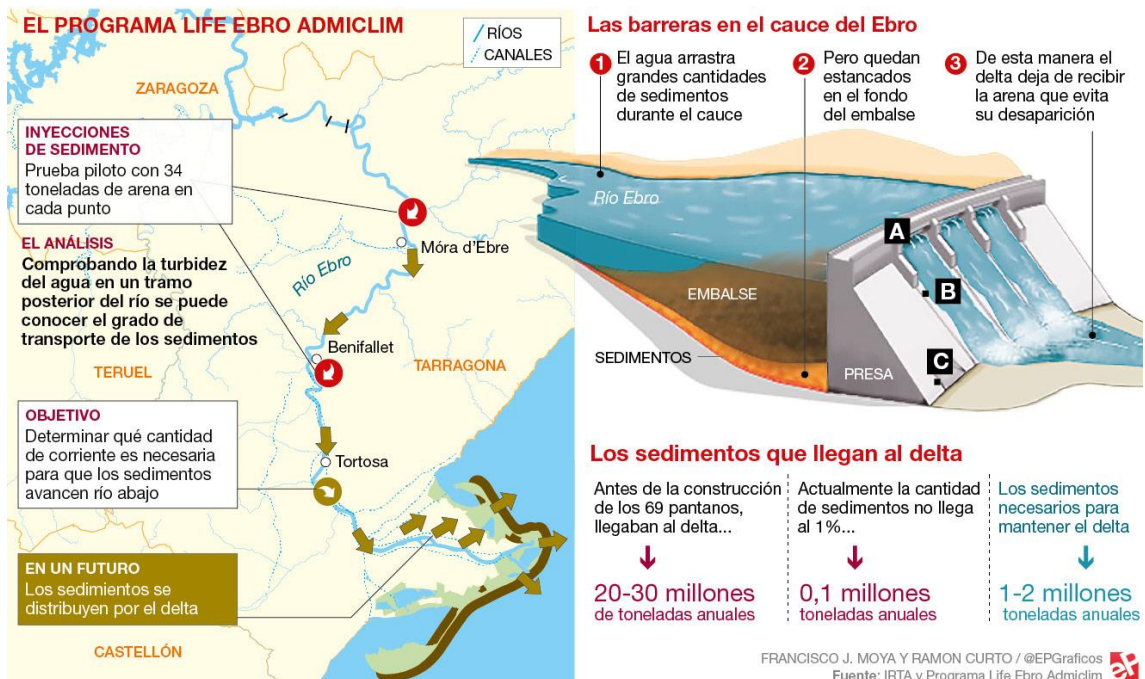 EL PROGRAMA LIFE EBRO ADMICLIM
RÍOS
CANALES
ZARAGOZA
INYECCIONES
DE SEDIMENTO
Prueba piloto con 34
toneladas de arena en
cada punto
EL ANÁLISIS
Comprobando la turbidez
del agua en un tramo
posterior del río se puede
conocer el grado de
transporte de los sedimentos
Móra d'Ebre
Río Ebro
Benifallet
TARRAGONA
TERUEL
OBJETIVO
Determinar qué cantidad
de corriente es necesaria
para que los sedimentos
avancen río abajo
Tortosa
EN UN FUTURO
Los sedimientos se
distribuyen por el delta
CASTELLÓN
Las barreras en el cauce del Ebro
1 El agua arrastra
grandes cantidades
de sedimentos
durante el cauce
2 Pero quedan
estancados
en el fondo
del embalse
3 De esta manera el
delta deja de recibir
la arena que evita
su desaparición
Río Ebro
A
EMBALSE
B
SEDIMENTOS
PRESA
C
Los sedimentos que llegan al delta
Antes de la construcción
de los 69 pantanos,
llegaban al delta...
20-30 millones
de toneladas anuales
Actualmente la cantidad
de sedimentos no llega
al 1%...
0,1 millones
toneladas anuales
Los sedimentos
necesarios para
mantener el delta
1-2 millones
toneladas anuales
FRANCISCO J. MOYA Y RAMON CURTO / @EPGraficos
Fuente: IRTA y Programa Life Ebro Admiclim
eP